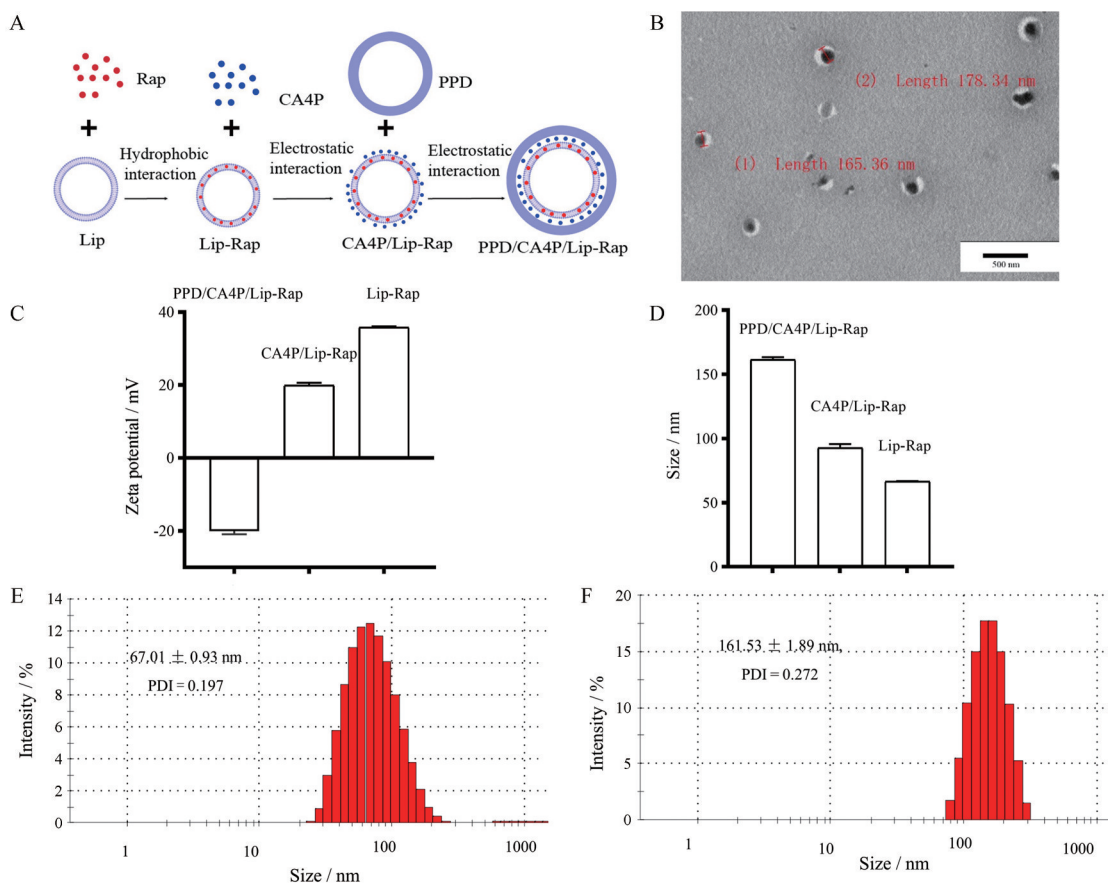 A
Rap
CA4P
PPD
Hydrophobic
interaction
Electrostatic
interaction
Electrostatic
interaction
Lip
Lip-Rap
CA4P/Lip-Rap
PPD/CA4P/Lip-Rap
B
(2) Length 178.34 nm
(1) Length 165.36 nm
500 nm
C
PPD/CA4P/Lip-Rap
CA4P/Lip-Rap
Lip-Rap
Zeta potential / mV
40
20
0
-20
D
PPD/CA4P/Lip-Rap
CA4P/Lip-Rap
Lip-Rap
Size / nm
200
150
100
50
0
E
67.01 ± 0.93 nm
PDI = 0.197
Intensity / %
14
12
10
8
6
4
2
0
1 10 100 1000
Size / nm
F
161.53 ± 1.89 nm,
PDI = 0.272
Intensity / %
20
15
10
5
0
1 10 100 1000
Size / nm